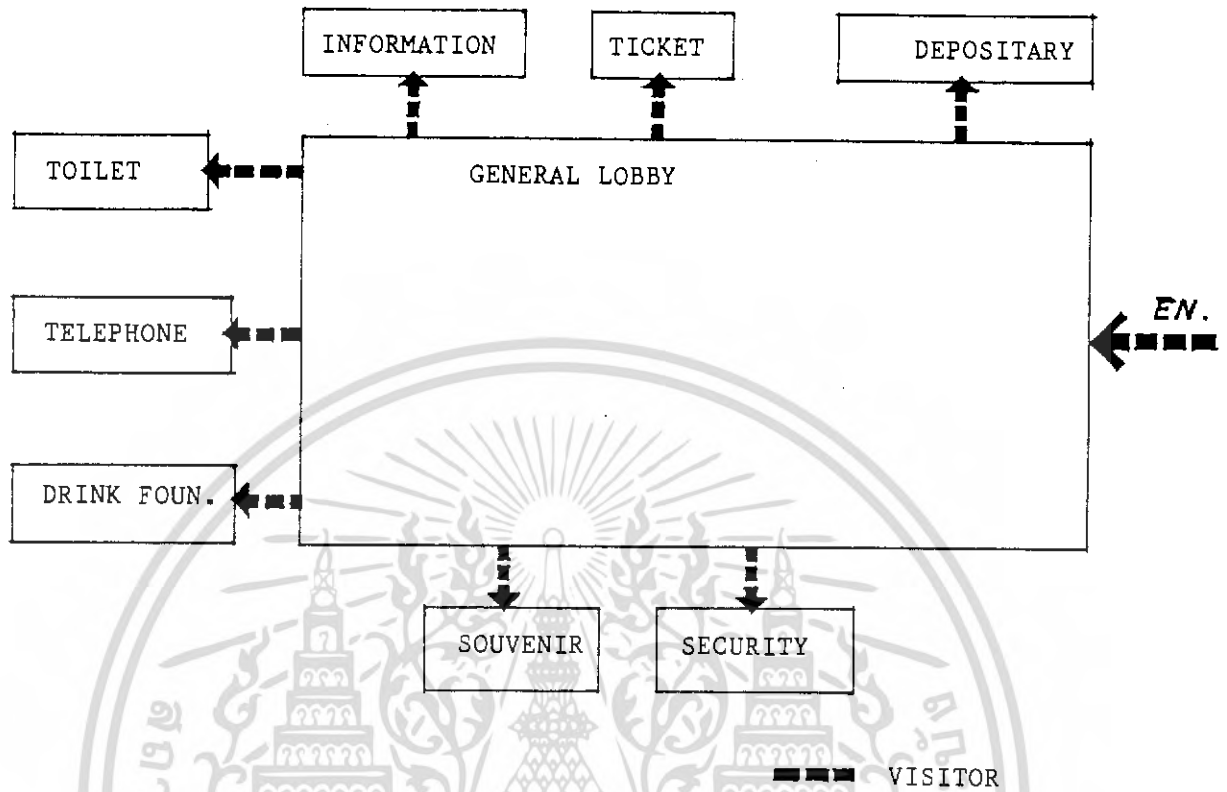 INFORMATION
TICKET
DEPOSITARY
TOILET
GENERAL LOBBY
TELEPHONE
EN.
DRINK FOUN.
SOUVENIR
SECURITY
VISITOR